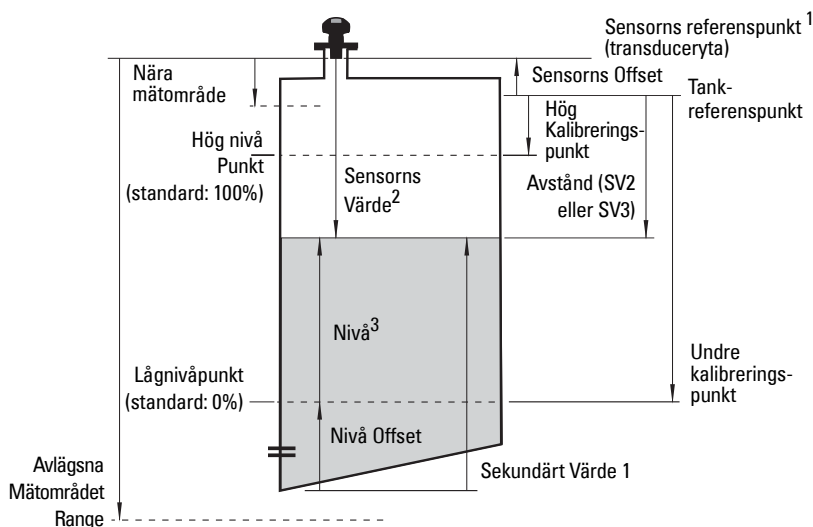 Sensorns referenspunkt 1
(transduceryta)
Sensorns Offset
Tank-
referenspunkt
Nära
mätområde
Hög
Kalibrerings-
punkt
Hög nivå
Punkt
(standard: 100%)
Sensorns
Värde2
Avstånd (SV2
eller SV3)
Nivå3
Undre
kalibrerings-
punkt
Lågnivåpunkt
(standard: 0%)
Nivå Offset
Sekundärt Värde 1
Avlägsna
Mätområdet
Range